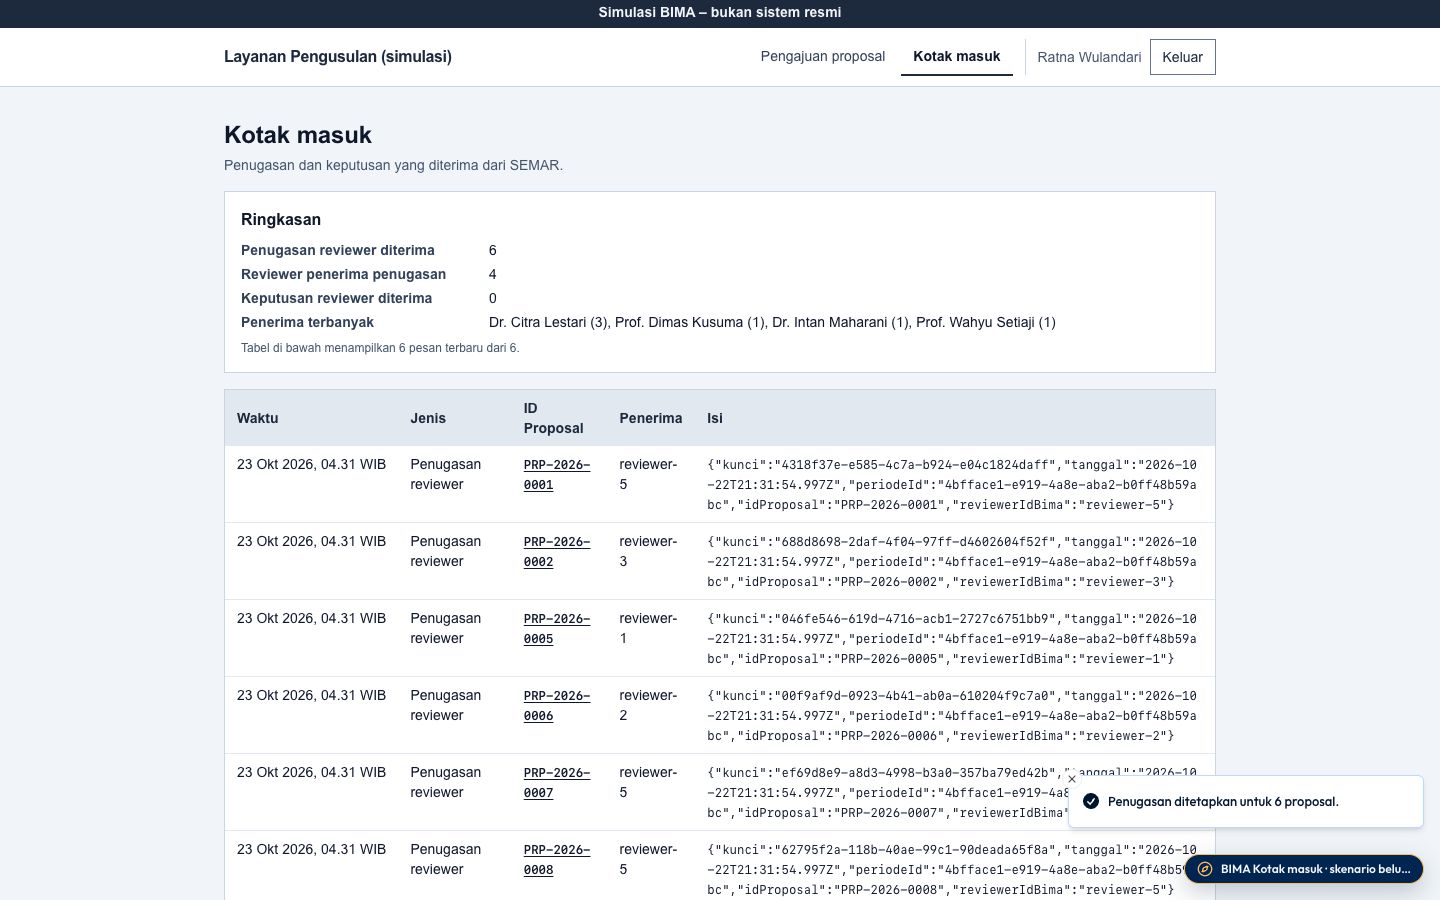 Simulasi BIMA – bukan sistem resmi
Layanan Pengusulan (simulasi)
Pengajuan proposal
Kotak masuk
Ratna Wulandari
Keluar
Kotak masuk
Penugasan dan keputusan yang diterima dari SEMAR.
Ringkasan
Penugasan reviewer diterima 6
Reviewer penerima penugasan 4
Keputusan reviewer diterima 0
Penerima terbanyak Dr. Citra Lestari (3), Prof. Dimas Kusuma (1), Dr. Intan Maharani (1), Prof. Wahyu Setiaji (1)
Tabel di bawah menampilkan 6 pesan terbaru dari 6.
Waktu
Jenis
ID
Proposal
Penerima
Isi
23 Okt 2026, 04.31 WIB
Penugasan
reviewer
PRP-2026-
0001
reviewer-
5
{"kunci":"4318f37e-e585-4c7a-b924-e04c1824daff","tanggal":"2026-10
-22T21:31:54.997Z","periodeId":"4bfface1-e919-4a8e-aba2-b0ff48b59a
bc","idProposal":"PRP-2026-0001","reviewerIdBima":"reviewer-5"}
23 Okt 2026, 04.31 WIB
Penugasan
reviewer
PRP-2026-
0002
reviewer-
3
{"kunci":"688d8698-2daf-4f04-97ff-d4602604f52f","tanggal":"2026-10
-22T21:31:54.997Z","periodeId":"4bfface1-e919-4a8e-aba2-b0ff48b59a
bc","idProposal":"PRP-2026-0002","reviewerIdBima":"reviewer-3"}
23 Okt 2026, 04.31 WIB
Penugasan
reviewer
PRP-2026-
0005
reviewer-
1
{"kunci":"046fe546-619d-4716-acb1-2727c6751bb9","tanggal":"2026-10
-22T21:31:54.997Z","periodeId":"4bfface1-e919-4a8e-aba2-b0ff48b59a
bc","idProposal":"PRP-2026-0005","reviewerIdBima":"reviewer-1"}
23 Okt 2026, 04.31 WIB
Penugasan
reviewer
PRP-2026-
0006
reviewer-
2
{"kunci":"00f9af9d-0923-4b41-ab0a-610204f9c7a0","tanggal":"2026-10
-22T21:31:54.997Z","periodeId":"4bfface1-e919-4a8e-aba2-b0ff48b59a
bc","idProposal":"PRP-2026-0006","reviewerIdBima":"reviewer-2"}
23 Okt 2026, 04.31 WIB
Penugasan
reviewer
PRP-2026-
0007
reviewer-
5
{"kunci":"ef69d8e9-a8d3-4998-b3a0-357ba79ed42b","tanggal":"2026-10
-22T21:31:54.997Z","periodeId":"4bfface1-e919-4a8
bc","idProposal":"PRP-2026-0007","reviewerIdBima"
Penugasan ditetapkan untuk 6 proposal.
23 Okt 2026, 04.31 WIB
Penugasan
reviewer
PRP-2026-
0008
reviewer-
5
{"kunci":"62795f2a-118b-40ae-99c1-90deada65f8a","tanggal":"2026-10
-22T21:31:54.997Z","periodeId":"4bfface1-e919-4a8e-aba2-b0ff48b59
bc","idProposal":"PRP-2026-0008","reviewerIdBima":"reviewer-5"}
BIMA Kotak masuk · skenario belu...